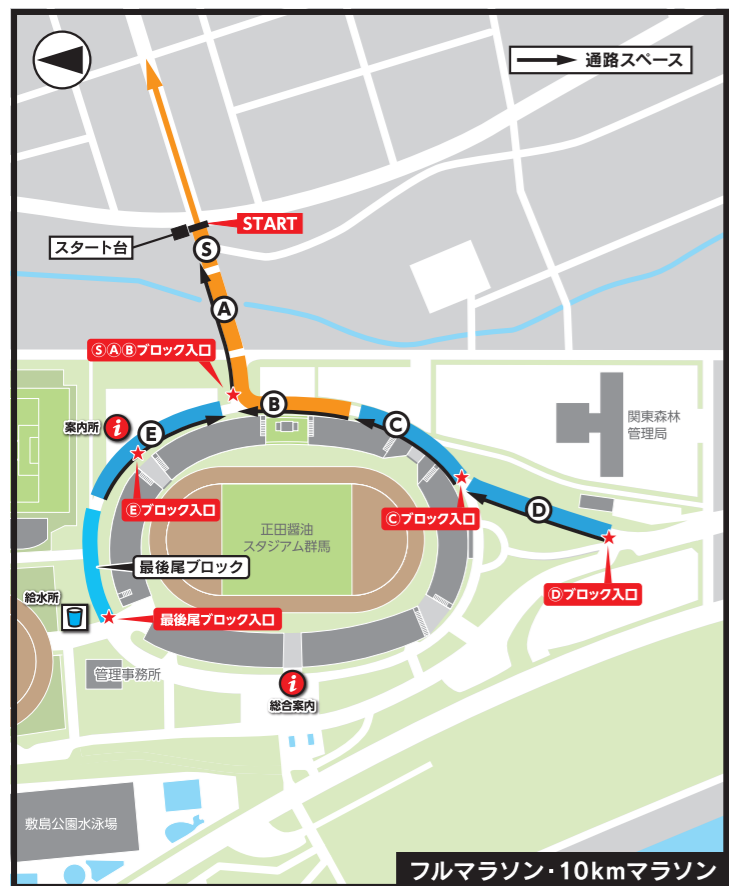 通路スペース
START
スタート台
Ⓢ
Ⓐ
ⓈⒶⒷブロック入口
Ⓑ
案内所
i
Ⓔ
Ⓒ
関東森林
管理局
Ⓔブロック入口
Ⓒブロック入口
Ⓓ
正田醤油
スタジアム群馬
最後尾ブロック
Ⓓブロック入口
給水所
最後尾ブロック入口
管理事務所
i
総合案内
敷島公園水泳場
フルマラソン・10kmマラソン